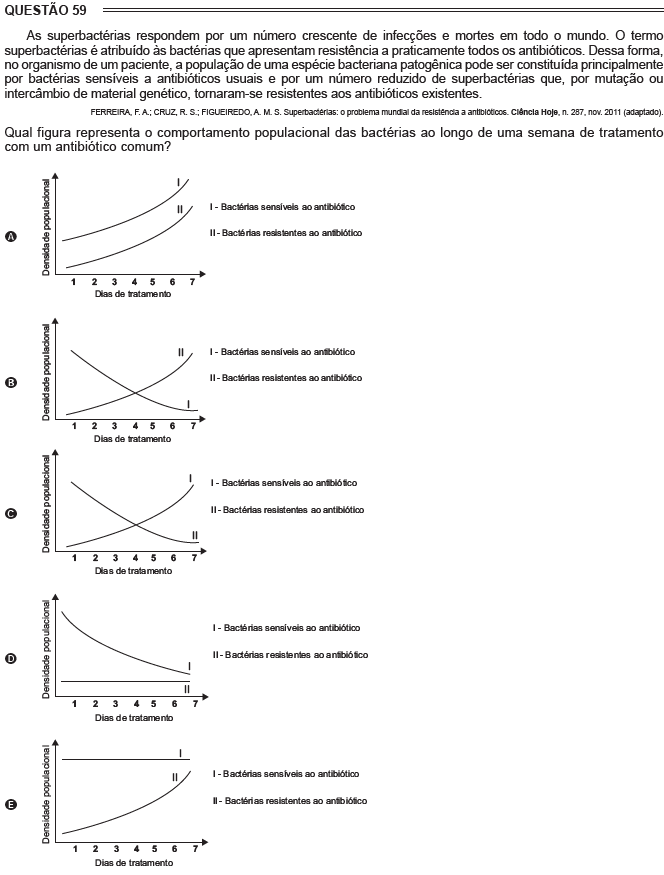 QUESTÃO 59
As superbactérias respondem por um número crescente de infecções e mortes em todo o mundo. O termo
superbactérias é atribuído às bactérias que apresentam resistência a praticamente todos os antibióticos. Dessa forma,
no organismo de um paciente, a população de uma espécie bacteriana patogênica pode ser constituída principalmente
por bactérias sensíveis a antibióticos usuais e por um número reduzido de superbactérias que, por mutação ou
intercâmbio de material genético, tornaram-se resistentes aos antibióticos existentes.
FERREIRA, F. A.; CRUZ, R. S.; FIGUEIREDO, A. M. S. Superbactérias: o problema mundial da resistência a antibióticos. Ciência Hoje, n. 287, nov. 2011 (adaptado).
Qual figura representa o comportamento populacional das bactérias ao longo de uma semana de tratamento
com um antibiótico comum?
A
Densidade populacional
I
II
I - Bactérias sensíveis ao antibiótico
II - Bactérias resistentes ao antibiótico
1 2 3 4 5 6 7
Dias de tratamento
B
Densidade populacional
II
I
I - Bactérias sensíveis ao antibiótico
II - Bactérias resistentes ao antibiótico
1 2 3 4 5 6 7
Dias de tratamento
C
Densidade populacional
I
II
I - Bactérias sensíveis ao antibiótico
II - Bactérias resistentes ao antibiótico
1 2 3 4 5 6 7
Dias de tratamento
D
Densidade populacional
I
II
I - Bactérias sensíveis ao antibiótico
II - Bactérias resistentes ao antibiótico
1 2 3 4 5 6 7
Dias de tratamento
E
Densidade populacional
I
II
I - Bactérias sensíveis ao antibiótico
II - Bactérias resistentes ao antibiótico
1 2 3 4 5 6 7
Dias de tratamento